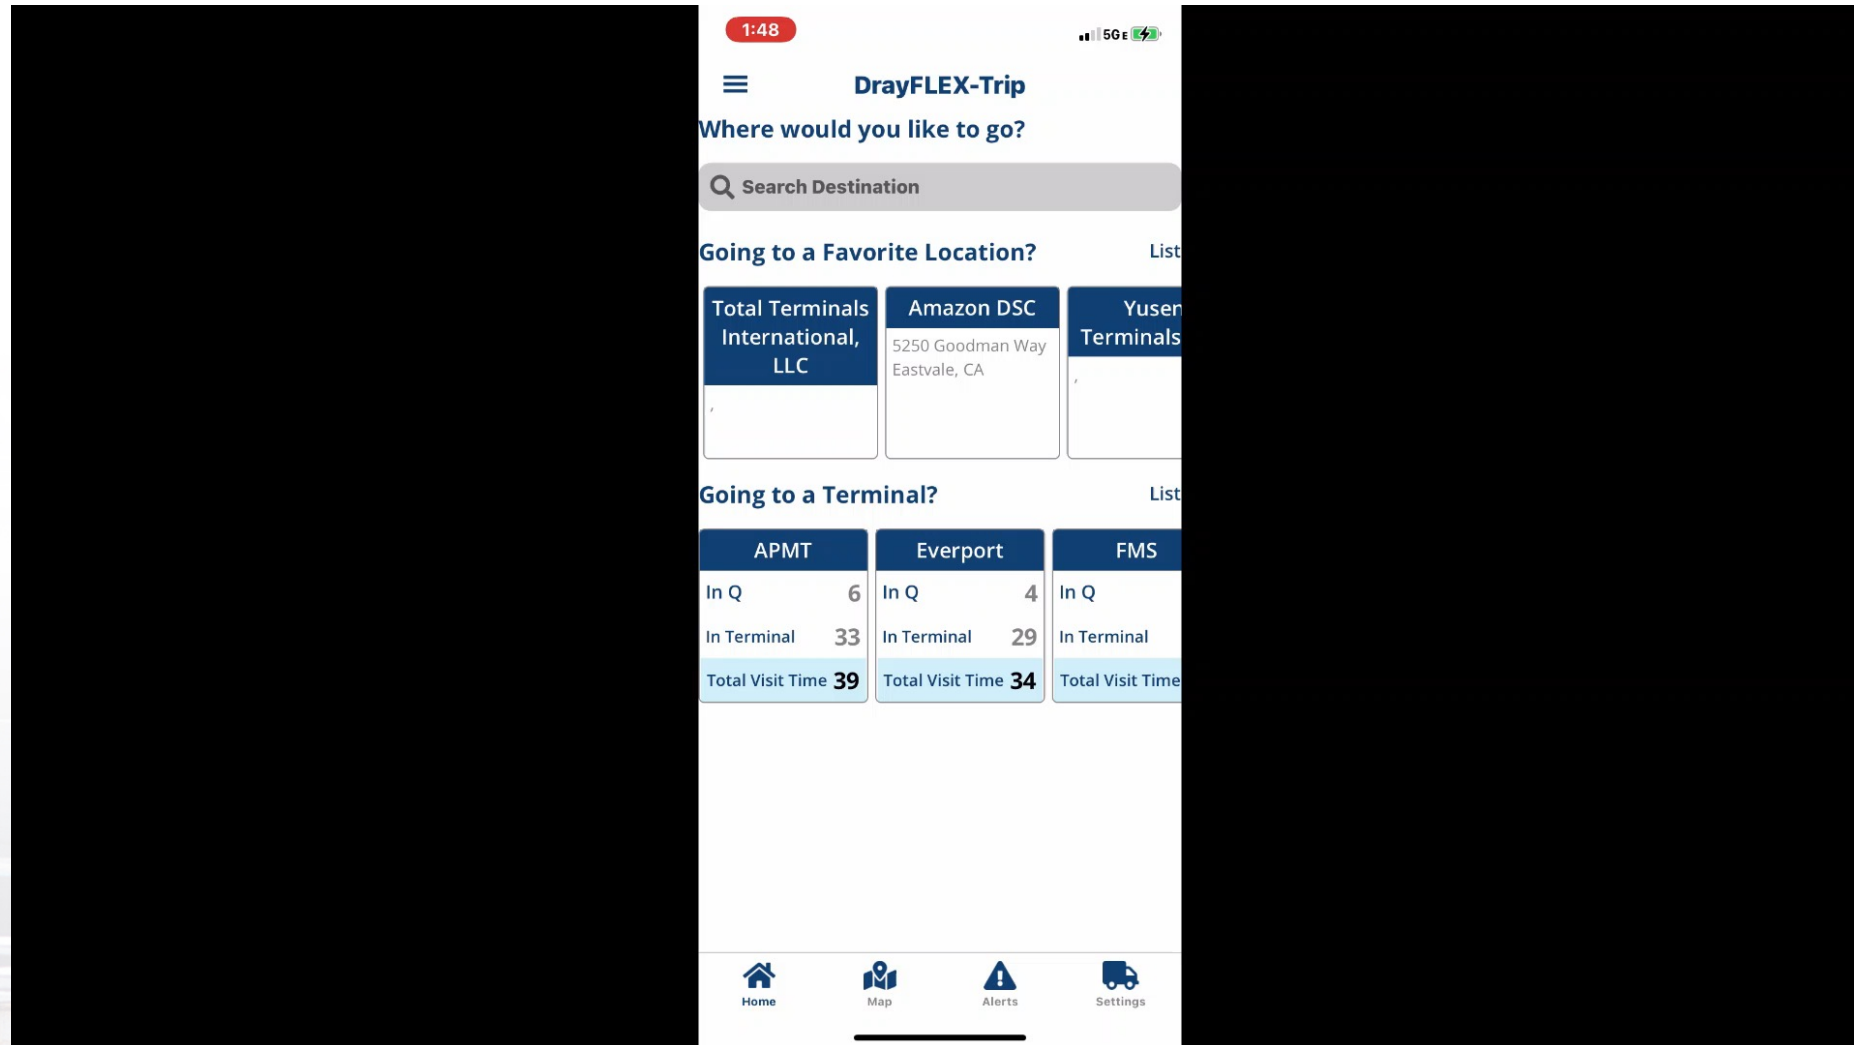 1:48
5G E
DrayFLEX-Trip
Where would you like to go?
Search Destination
Going to a Favorite Location?
List
Total Terminals
International,
LLC
,
Amazon DSC
5250 Goodman Way
Eastvale, CA
Yusen
Terminals
,
Going to a Terminal?
List
APMT
In Q 6
In Terminal 33
Total Visit Time 39
Everport
In Q 4
In Terminal 29
Total Visit Time 34
FMS
In Q
In Terminal
Total Visit Time
Home
Map
Alerts
Settings